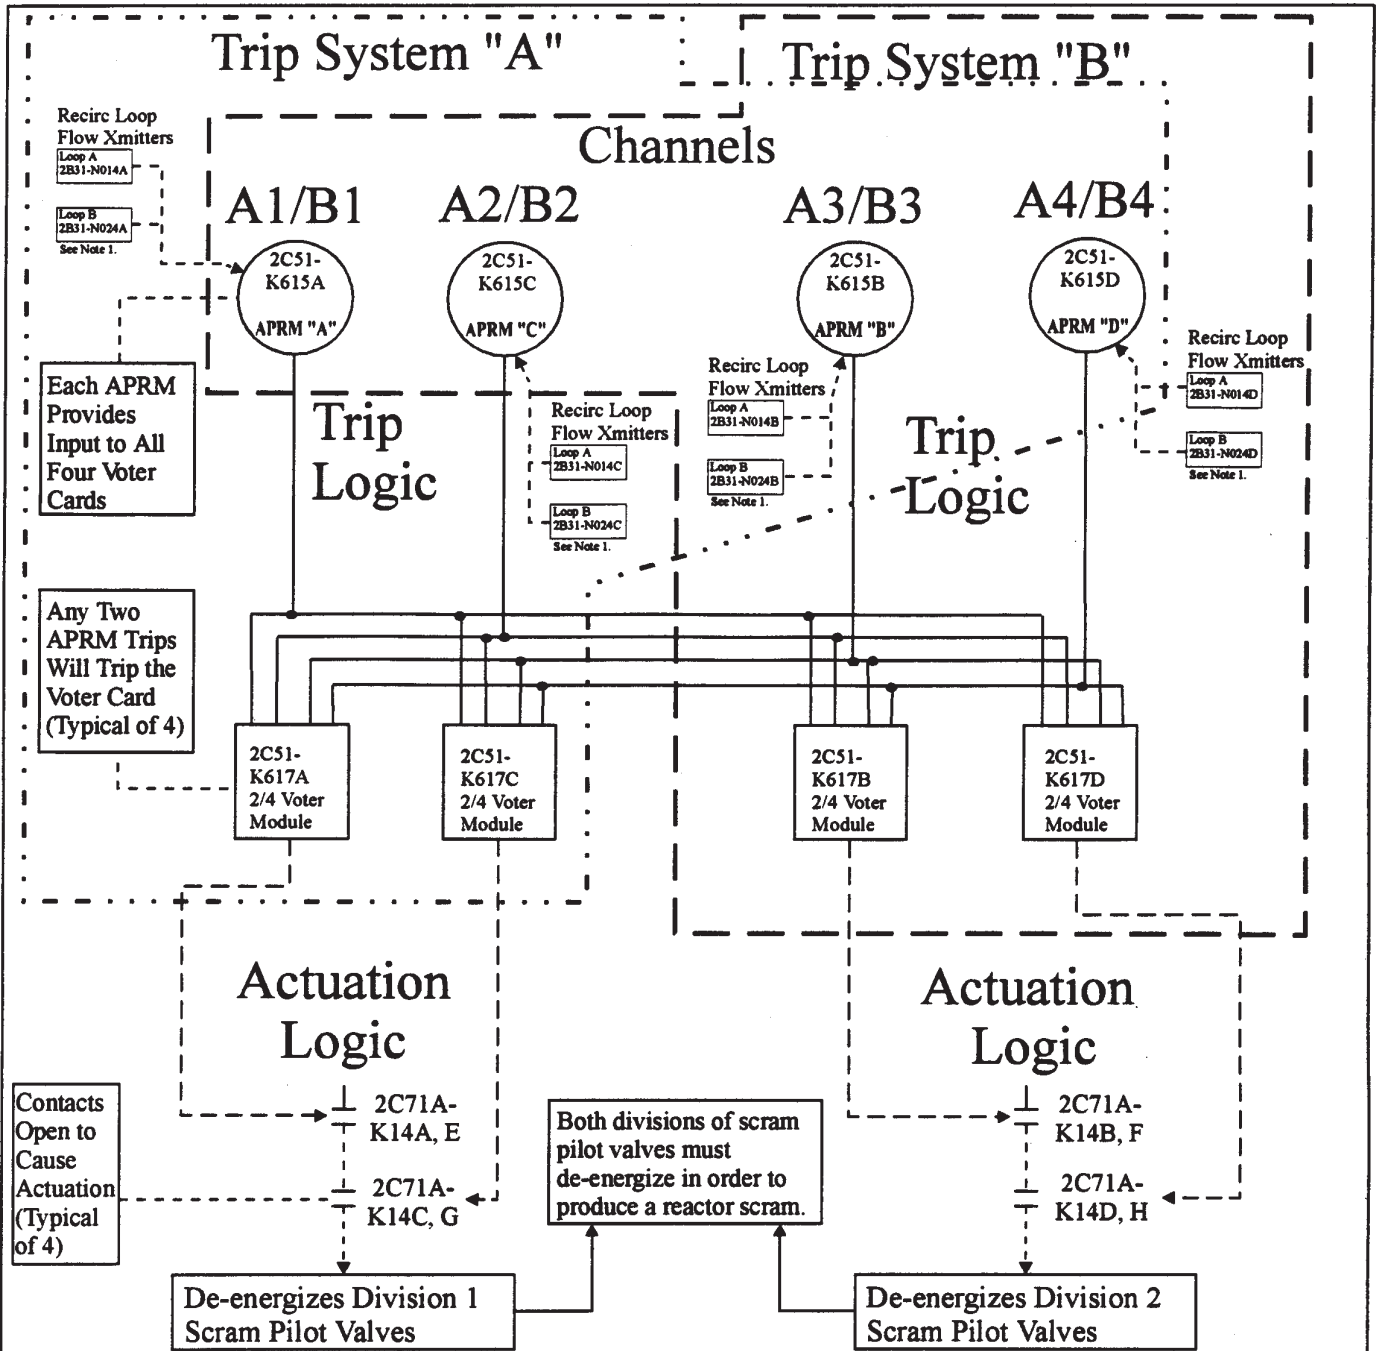 Trip System "A"
Trip System "B"
Channels
Recirc Loop
Flow Xmitters
Loop A
2B31-N014A
Loop B
2B31-N024A
See Note 1.
A1/B1
A2/B2
A3/B3
A4/B4
2C51-
K615A
APRM "A"
2C51-
K615C
APRM "C"
2C51-
K615B
APRM "B"
2C51-
K615D
APRM "D"
Each APRM
Provides
Input to All
Four Voter
Cards
Trip
Logic
Recirc Loop
Flow Xmitters
Loop A
2B31-N014C
Loop B
2B31-N024C
See Note 1.
Recirc Loop
Flow Xmitters
Loop A
2B31-N014B
Loop B
2B31-N024B
See Note 1.
Trip
Logic
Recirc Loop
Flow Xmitters
Loop A
2B31-N014D
Loop B
2B31-N024D
See Note 1.
Any Two
APRM Trips
Will Trip the
Voter Card
(Typical of 4)
2C51-
K617A
2/4 Voter
Module
2C51-
K617C
2/4 Voter
Module
2C51-
K617B
2/4 Voter
Module
2C51-
K617D
2/4 Voter
Module
Actuation
Logic
Actuation
Logic
Contacts
Open to
Cause
Actuation
(Typical
of 4)
2C71A-
K14A, E
2C71A-
K14C, G
Both divisions of scram
pilot valves must
de-energize in order to
produce a reactor scram.
2C71A-
K14B, F
2C71A-
K14D, H
De-energizes Division 1
Scram Pilot Valves
De-energizes Division 2
Scram Pilot Valves